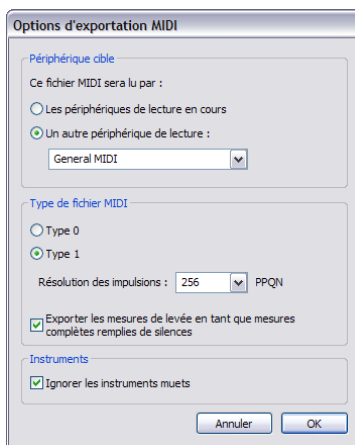 Options d'exportation MIDI
Périphérique cible
Ce fichier MIDI sera lu par :
Les périphériques de lecture en cours
Un autre périphérique de lecture :
General MIDI
Type de fichier MIDI
Type 0
Type 1
Résolution des impulsions : 256 PPQN
Exporter les mesures de levée en tant que mesures
complètes remplies de silences
Instruments
Ignorer les instruments muets
Annuler OK